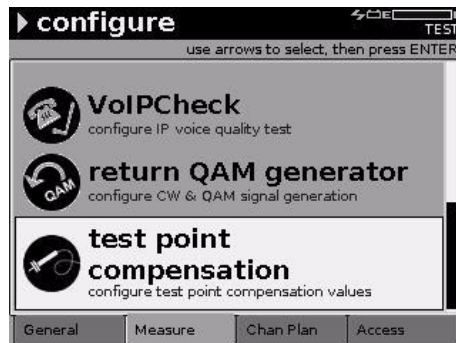 configure
TEST
use arrows to select, then press ENTER
VoIPCheck
configure IP voice quality test
return QAM generator
configure CW & QAM signal generation
QAM
test point
compensation
configure test point compensation values
General Measure Chan Plan Access